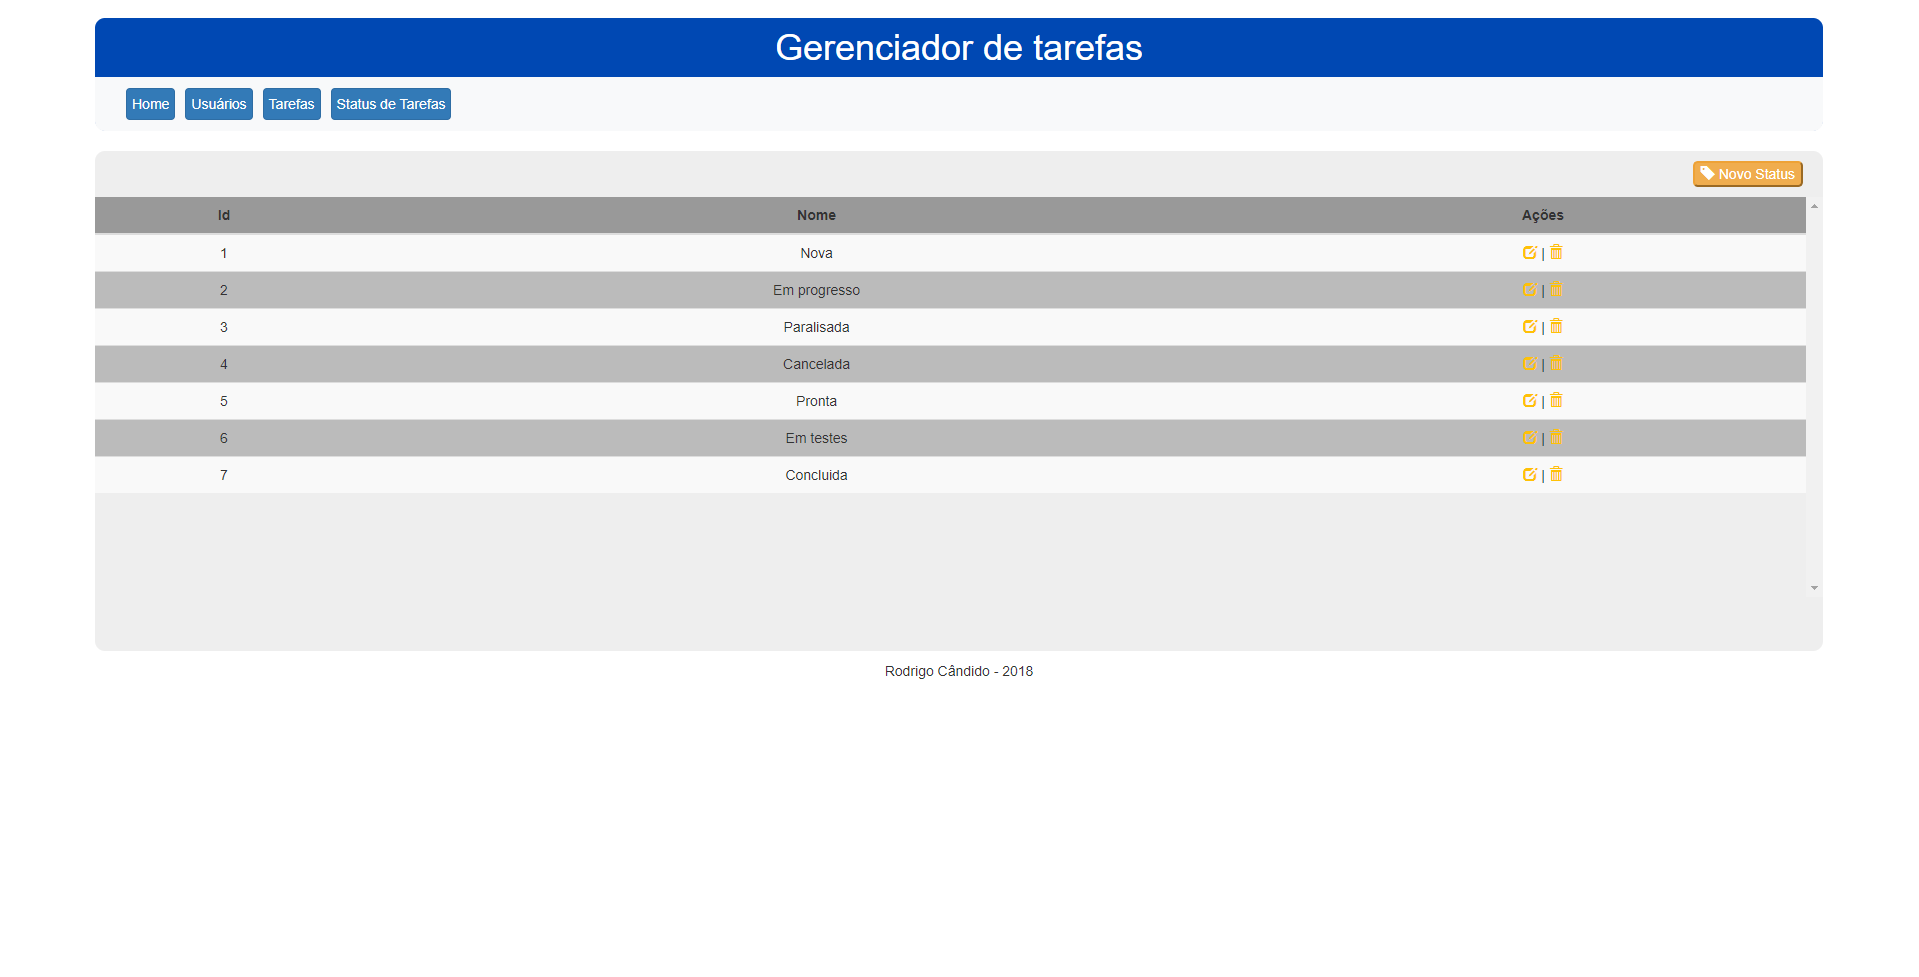 Gerenciador de tarefas
Home Usuários Tarefas Status de Tarefas
Novo Status
Id Nome Ações
1 Nova |
2 Em progresso |
3 Paralisada |
4 Cancelada |
5 Pronta |
6 Em testes |
7 Concluida |
Rodrigo Cândido - 2018